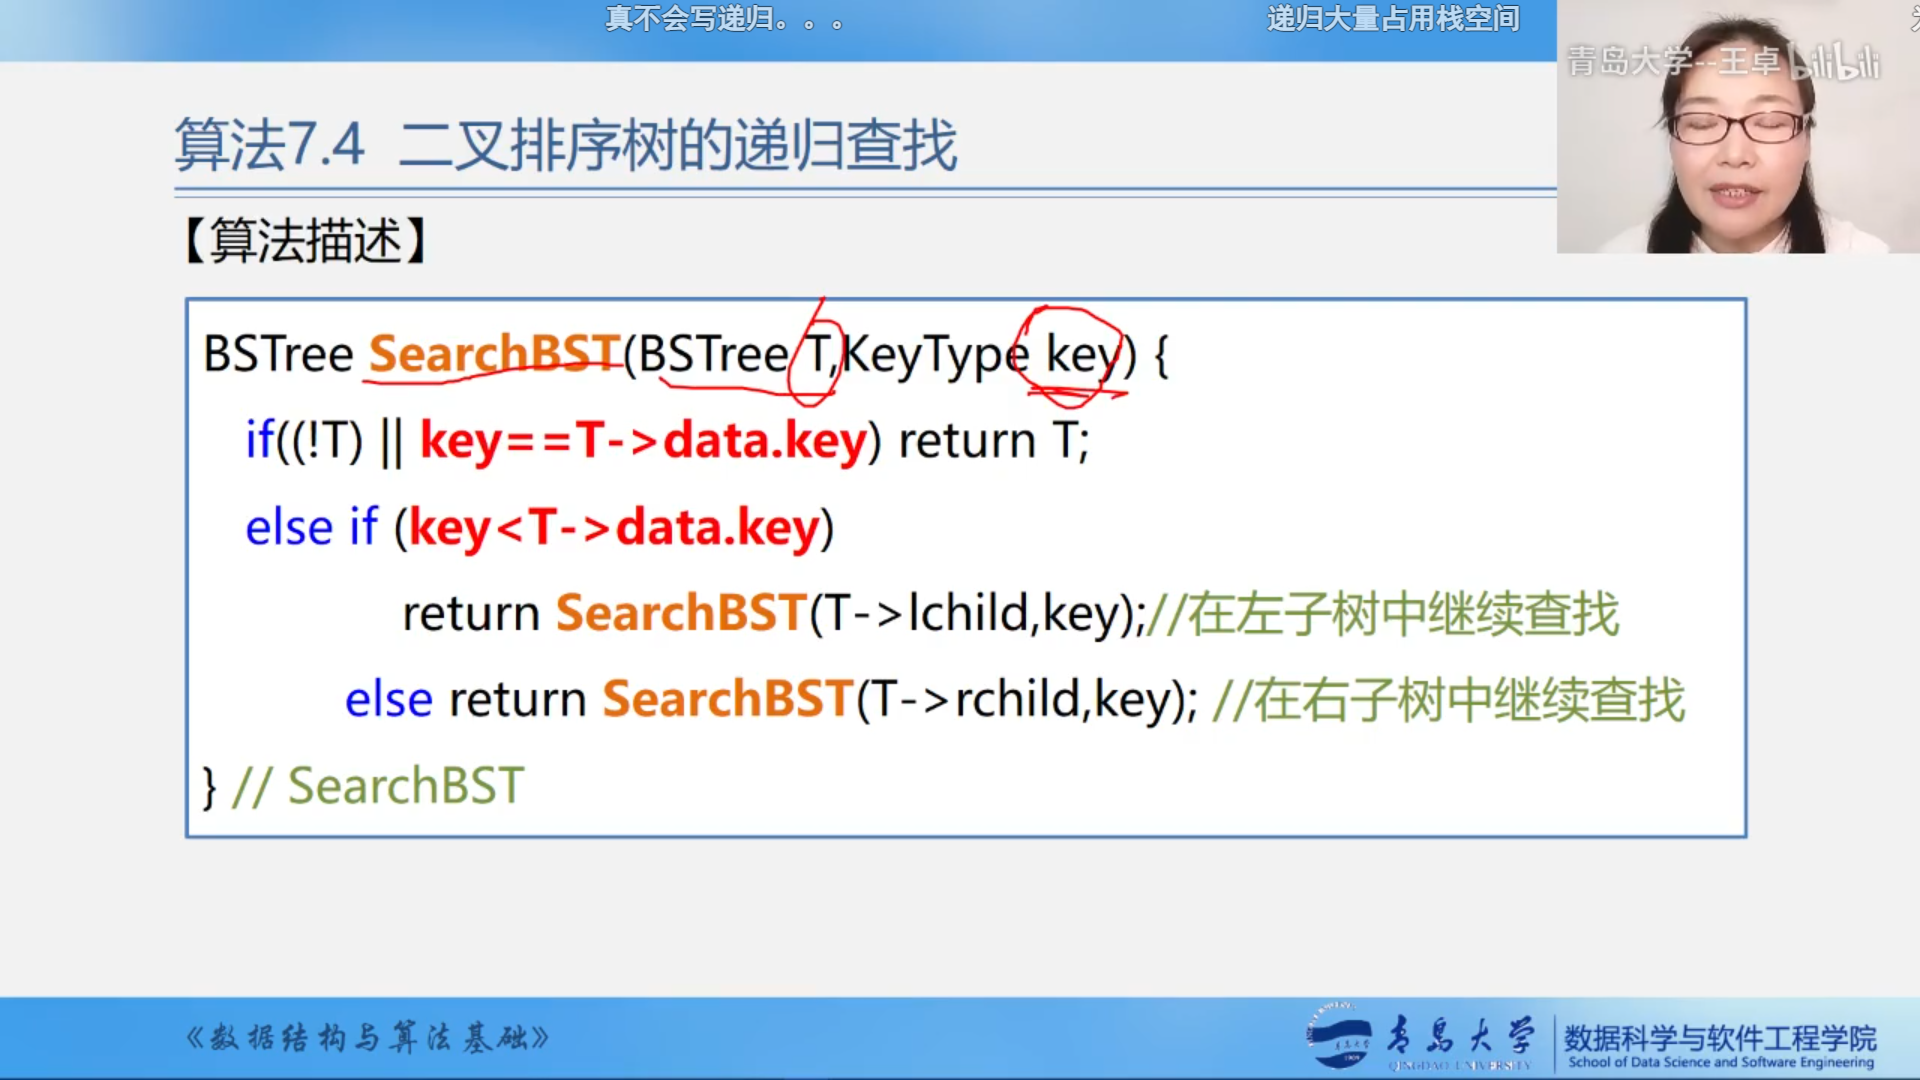 真不会写递归。。。
递归大量占用栈空间
青岛大学--王卓 bilibili
算法7.4 二叉排序树的递归查找
【算法描述】
BSTree SearchBST(BSTree T,KeyType key) {
if((!T) || key==T->data.key) return T;
else if (key<T->data.key)
return SearchBST(T->lchild,key);//在左子树中继续查找
else return SearchBST(T->rchild,key); //在右子树中继续查找
} // SearchBST
《数据结构与算法基础》
青岛大学
QINGDAO UNIVERSITY
数据科学与软件工程学院
School of Data Science and Software Engineering